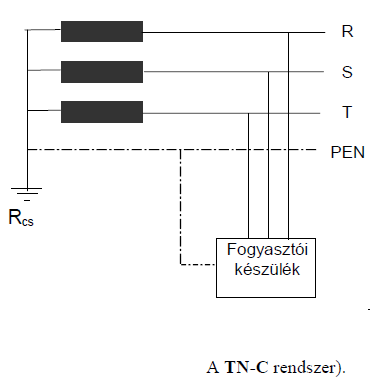 R
S
T
PEN
Rcs
Fogyasztói
készülék
A TN-C rendszer).